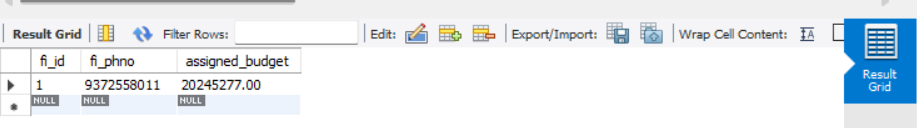 Result Grid Filter Rows: Edit: Export/Import: Wrap Cell Content: IA
fi_id fi_phno assigned_budget
1 9372558011 20245277.00
NULL NULL NULL
Result
Grid